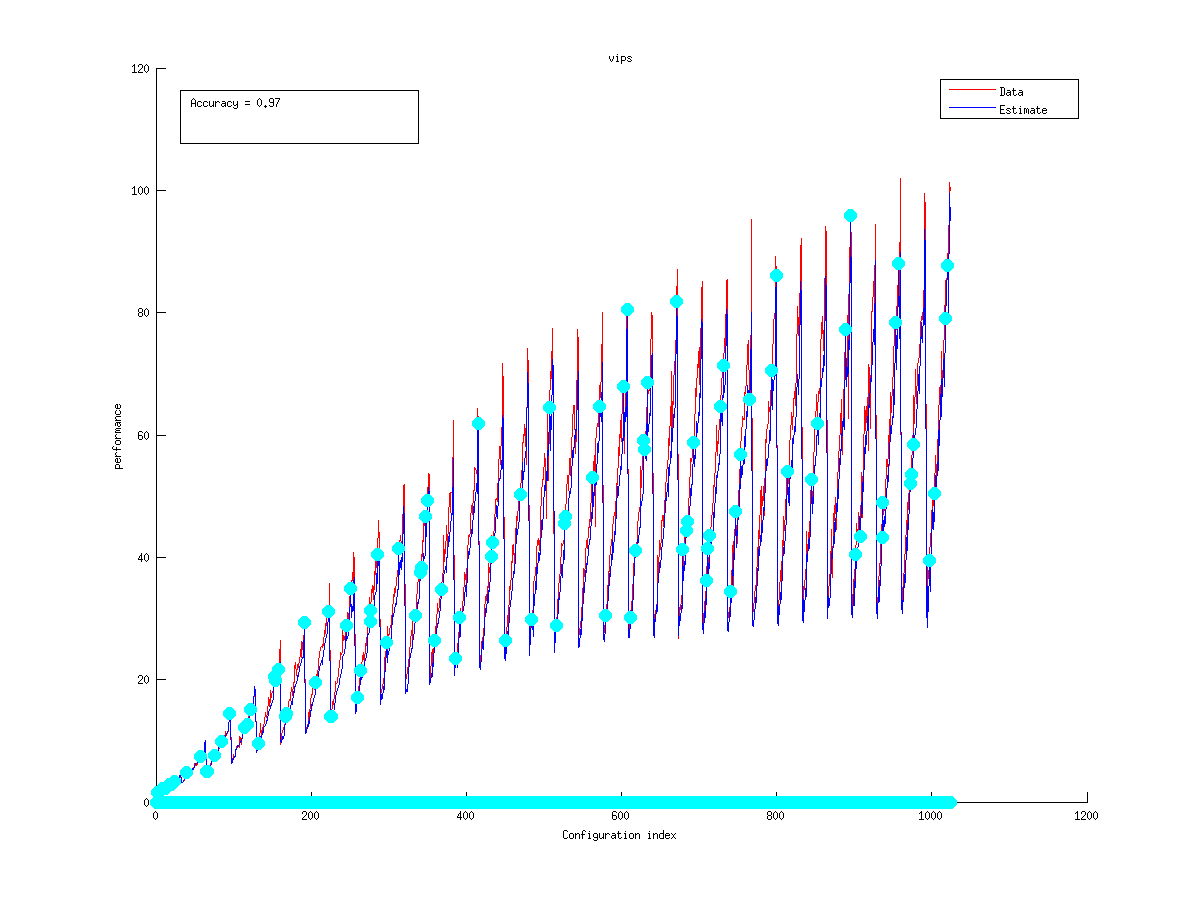 vips
120
Accuracy = 0.97
Data
Estimate
100
80
performance
60
40
20
0
0 200 400 600 800 1000 1200
Configuration index